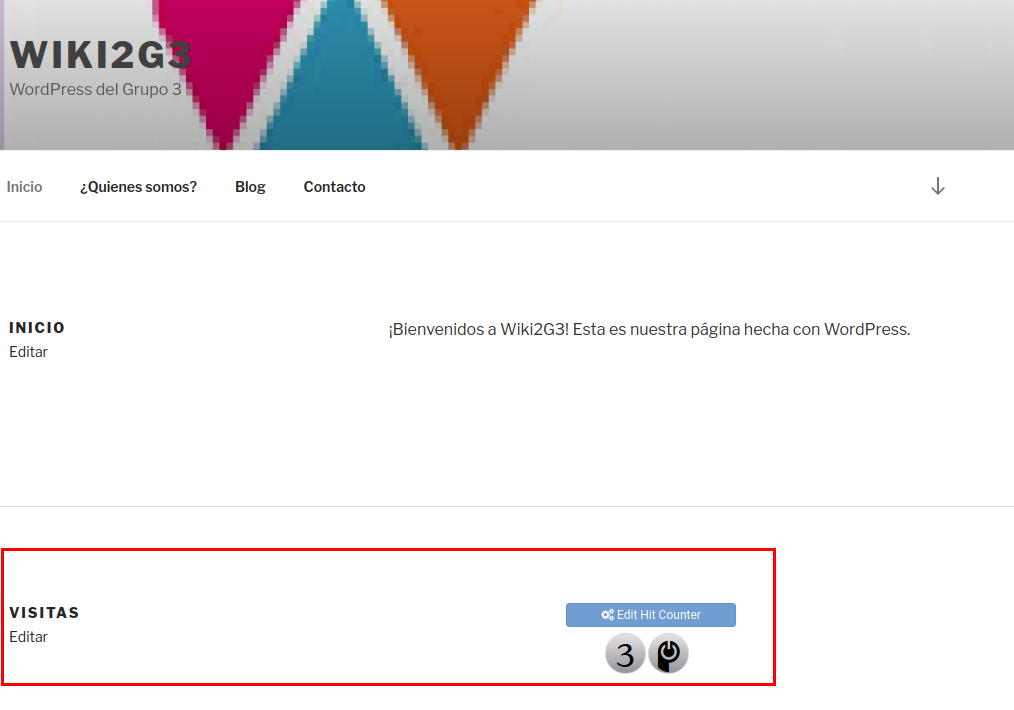 WIKI2G3
WordPress del Grupo 3
Inicio ¿Quienes somos? Blog Contacto
INICIO
Editar
¡Bienvenidos a Wiki2G3! Esta es nuestra página hecha con WordPress.
VISITAS
Editar
Edit Hit Counter
3